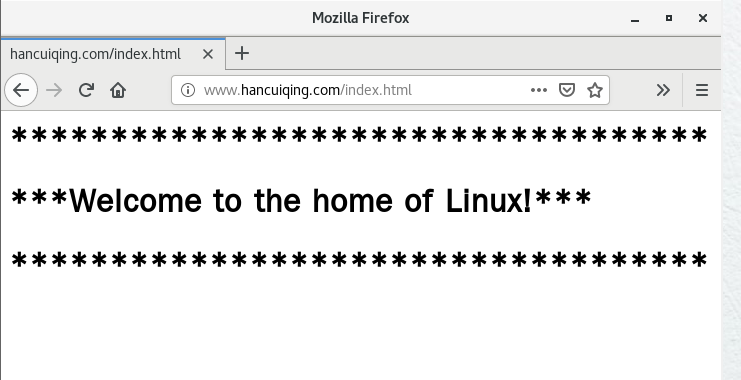 Mozilla Firefox
hancuiqing.com/index.html
www.hancuiqing.com/index.html
***********************************
***Welcome to the home of Linux!***
***********************************